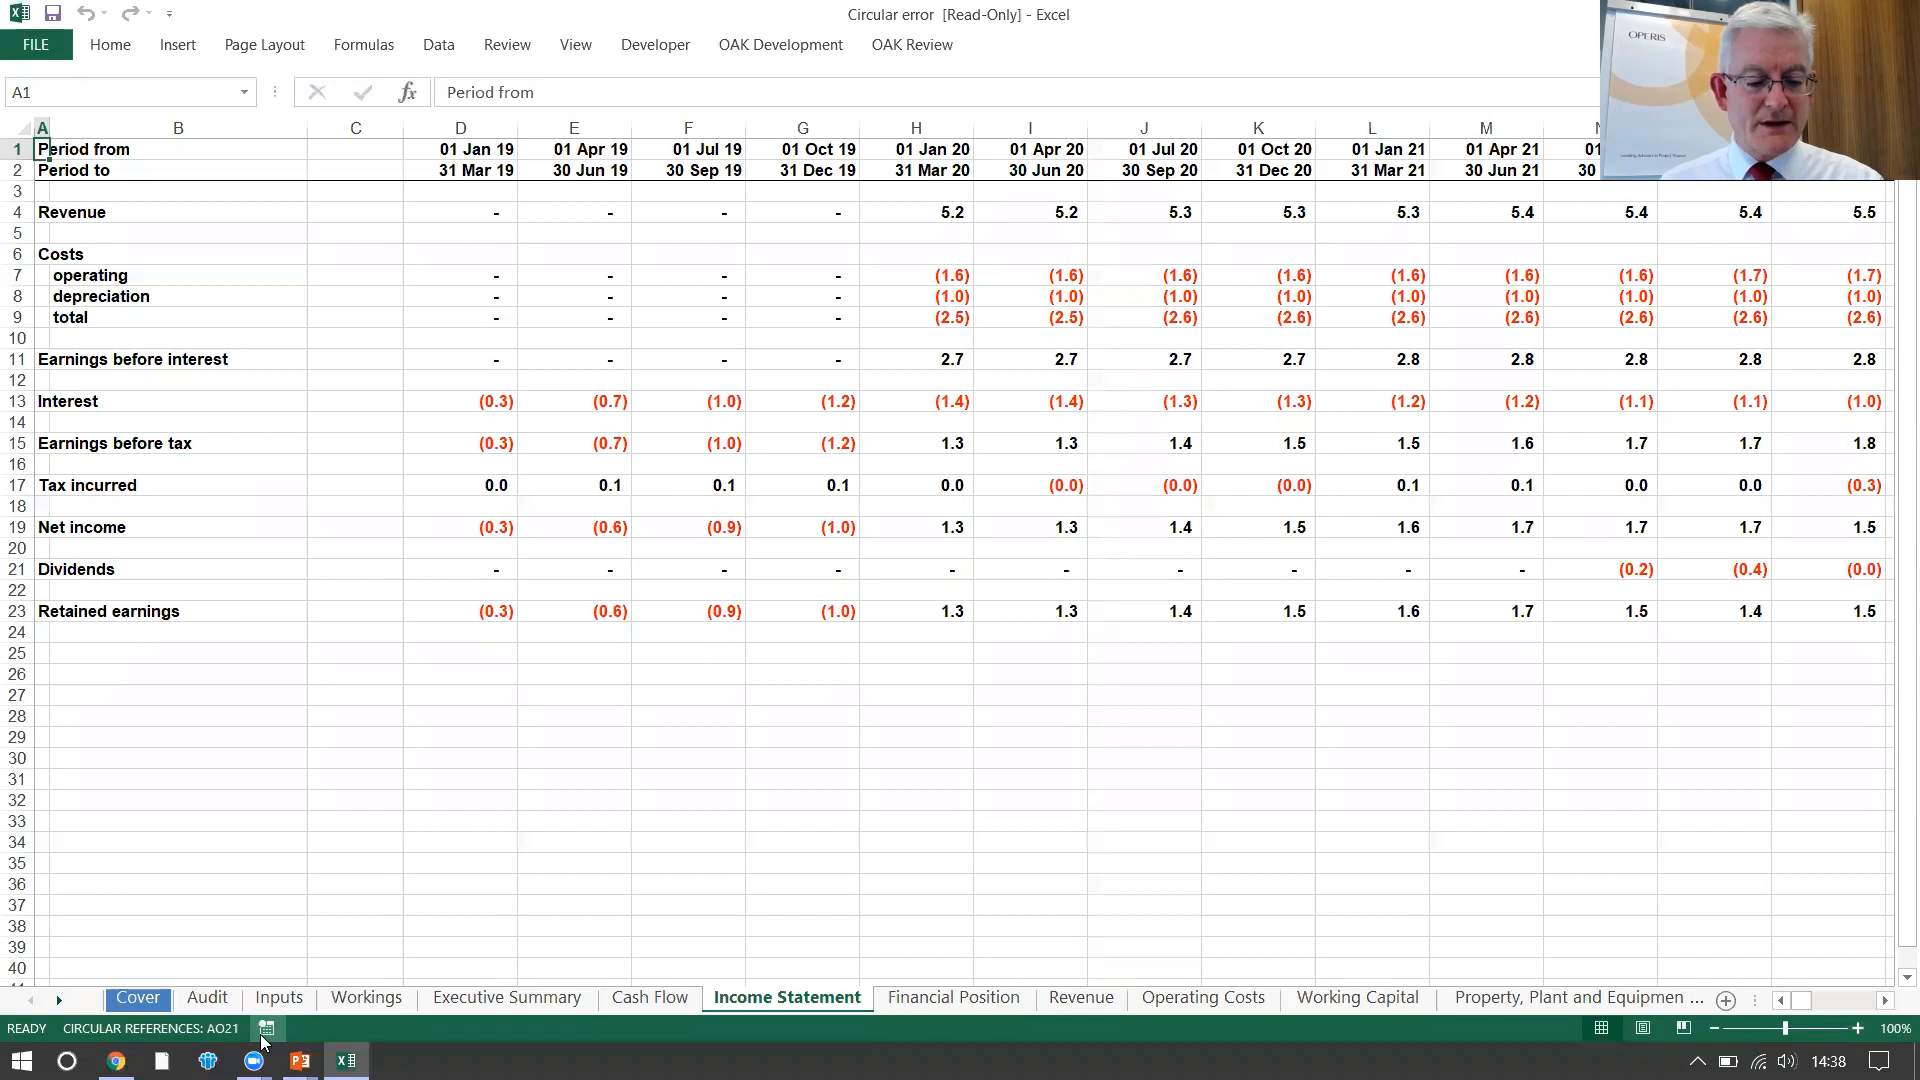 Circular error [Read-Only] - Excel
FILE Home Insert Page Layout Formulas Data Review View Developer OAK Development OAK Review
OPERIS
A1 fx Period from
A B C D E F G H I J K L M
1 Period from 01 Jan 19 01 Apr 19 01 Jul 19 01 Oct 19 01 Jan 20 01 Apr 20 01 Jul 20 01 Oct 20 01 Jan 21 01 Apr 21 01
2 Period to 31 Mar 19 30 Jun 19 30 Sep 19 31 Dec 19 31 Mar 20 30 Jun 20 30 Sep 20 31 Dec 20 31 Mar 21 30 Jun 21 30
3
4 Revenue - - - - 5.2 5.2 5.3 5.3 5.3 5.4 5.4 5.4 5.5
5
6 Costs
7 operating - - - - (1.6) (1.6) (1.6) (1.6) (1.6) (1.6) (1.6) (1.7) (1.7)
8 depreciation - - - - (1.0) (1.0) (1.0) (1.0) (1.0) (1.0) (1.0) (1.0) (1.0)
9 total - - - - (2.5) (2.5) (2.6) (2.6) (2.6) (2.6) (2.6) (2.6) (2.6)
10
11 Earnings before interest - - - - 2.7 2.7 2.7 2.7 2.8 2.8 2.8 2.8 2.8
12
13 Interest (0.3) (0.7) (1.0) (1.2) (1.4) (1.4) (1.3) (1.3) (1.2) (1.2) (1.1) (1.1) (1.0)
14
15 Earnings before tax (0.3) (0.7) (1.0) (1.2) 1.3 1.3 1.4 1.5 1.5 1.6 1.7 1.7 1.8
16
17 Tax incurred 0.0 0.1 0.1 0.1 0.0 (0.0) (0.0) (0.0) 0.1 0.1 0.0 0.0 (0.3)
18
19 Net income (0.3) (0.6) (0.9) (1.0) 1.3 1.3 1.4 1.5 1.6 1.7 1.7 1.7 1.5
20
21 Dividends - - - - - - - - - - (0.2) (0.4) (0.0)
22
23 Retained earnings (0.3) (0.6) (0.9) (1.0) 1.3 1.3 1.4 1.5 1.6 1.7 1.5 1.4 1.5
24
25
26
27
28
29
30
31
32
33
34
35
36
37
38
39
40
Cover Audit Inputs Workings Executive Summary Cash Flow Income Statement Financial Position Revenue Operating Costs Working Capital Property, Plant and Equipmen ...
READY CIRCULAR REFERENCES: AO21 100%
14:38